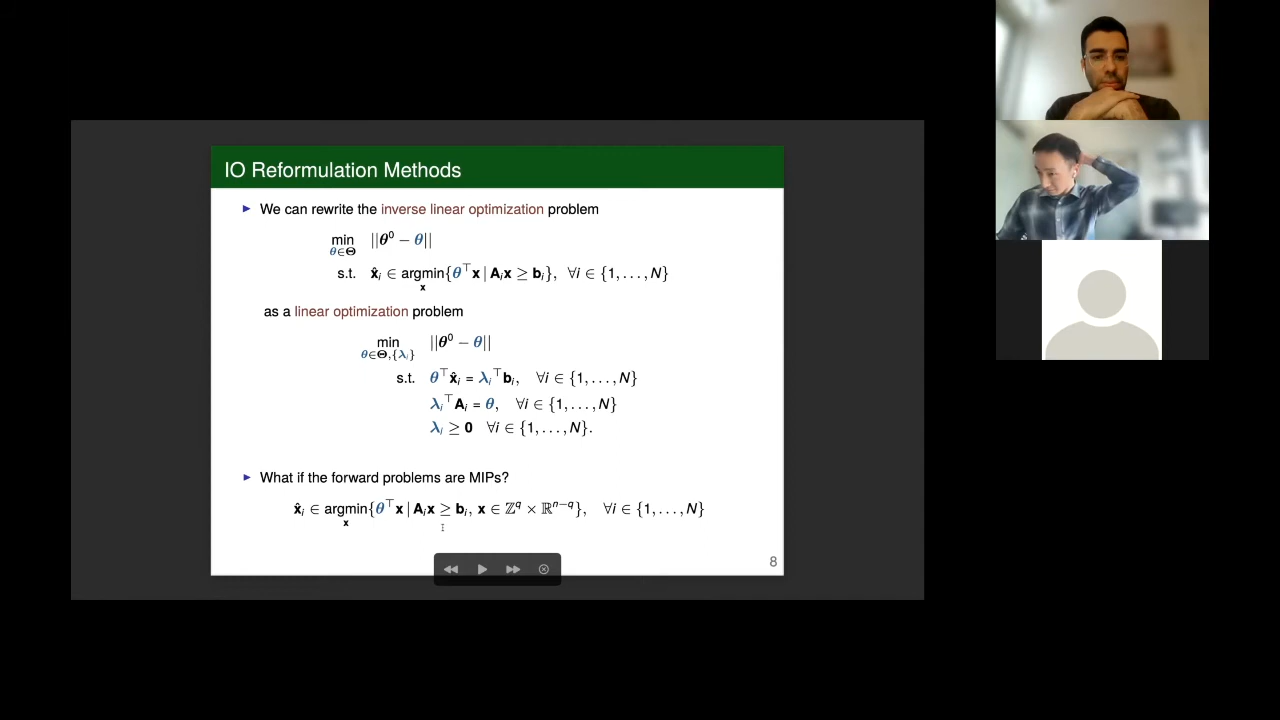 IO Reformulation Methods
► We can rewrite the inverse linear optimization problem
min ||θ⁰ − θ||
θ∈Θ
s.t. x̂ᵢ ∈ argmin{θ⊤x | Aᵢx ≥ bᵢ}, ∀i ∈ {1, . . . , N}
x
as a linear optimization problem
min ||θ⁰ − θ||
θ∈Θ,{λᵢ}
s.t. θ⊤x̂ᵢ = λᵢ⊤bᵢ, ∀i ∈ {1, . . . , N}
λᵢ⊤Aᵢ = θ, ∀i ∈ {1, . . . , N}
λᵢ ≥ 0 ∀i ∈ {1, . . . , N}.
► What if the forward problems are MIPs?
x̂ᵢ ∈ argmin{θ⊤x | Aᵢx ≥ bᵢ, x ∈ ℤ^q × ℝ^{n−q}}, ∀i ∈ {1, . . . , N}
x
8